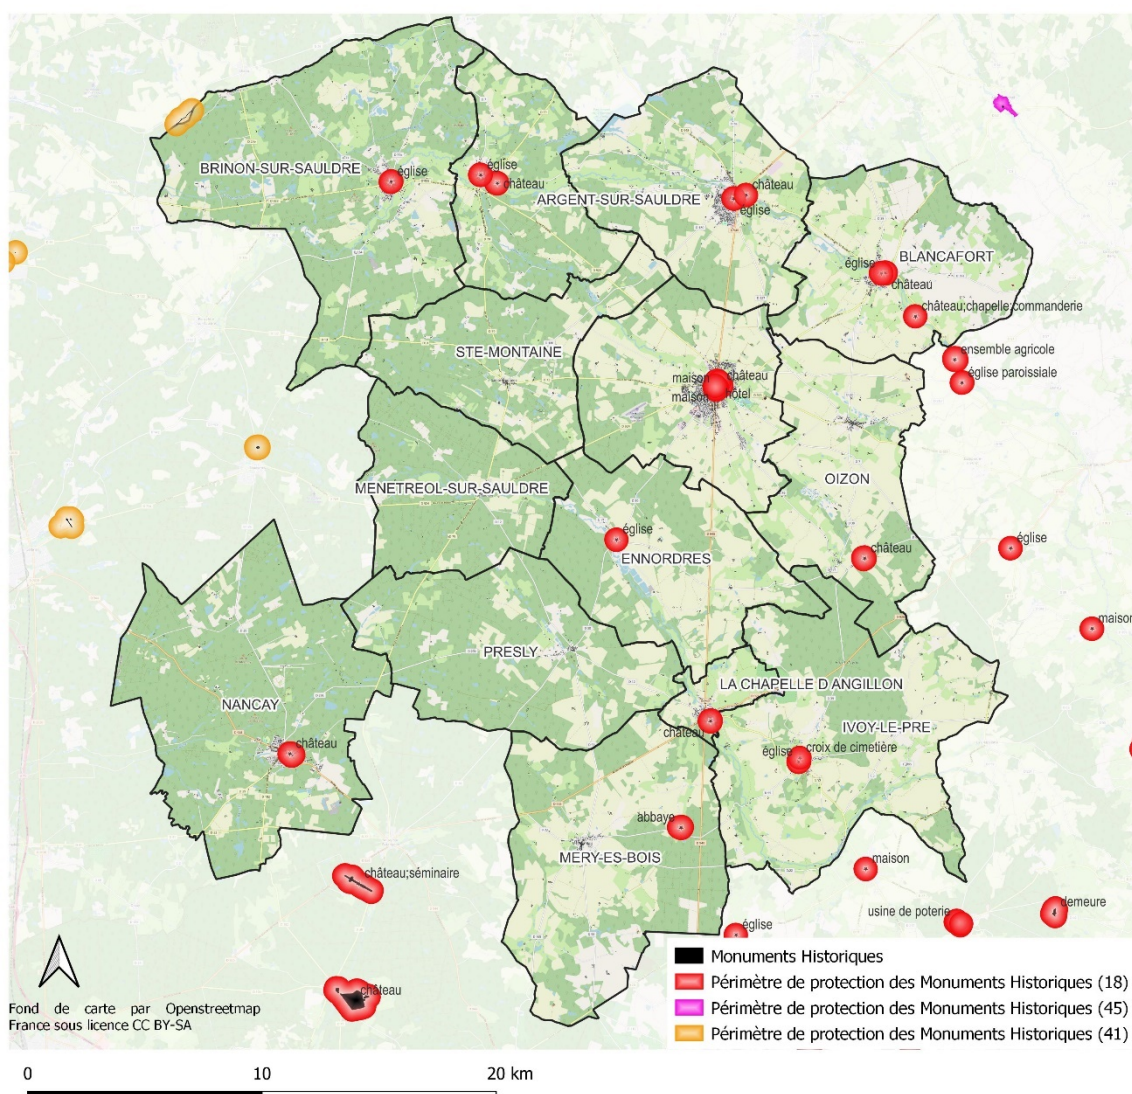 BRINON-SUR-SAULDRE
église
église
château
ARGENT-SUR-SAULDRE
château
église
BLANCAFORT
église
château
château;chapelle;commanderie
ensemble agricole
église paroissiale
STE-MONTAINE
maison
château
maison
hôtel
OIZON
MENETREOL-SUR-SAULDRE
église
ENNORDRES
château
église
maison
PRESLY
LA CHAPELLE D ANGILLON
NANCAY
château
château
IVOY-LE-PRE
église
croix de cimetière
abbaye
MERY-ES-BOIS
maison
château;séminaire
usine de poterie
demeure
église
château
Monuments Historiques
Périmètre de protection des Monuments Historiques (18)
Périmètre de protection des Monuments Historiques (45)
Périmètre de protection des Monuments Historiques (41)
Fond de carte par Openstreetmap
France sous licence CC BY-SA
0 10 20 km